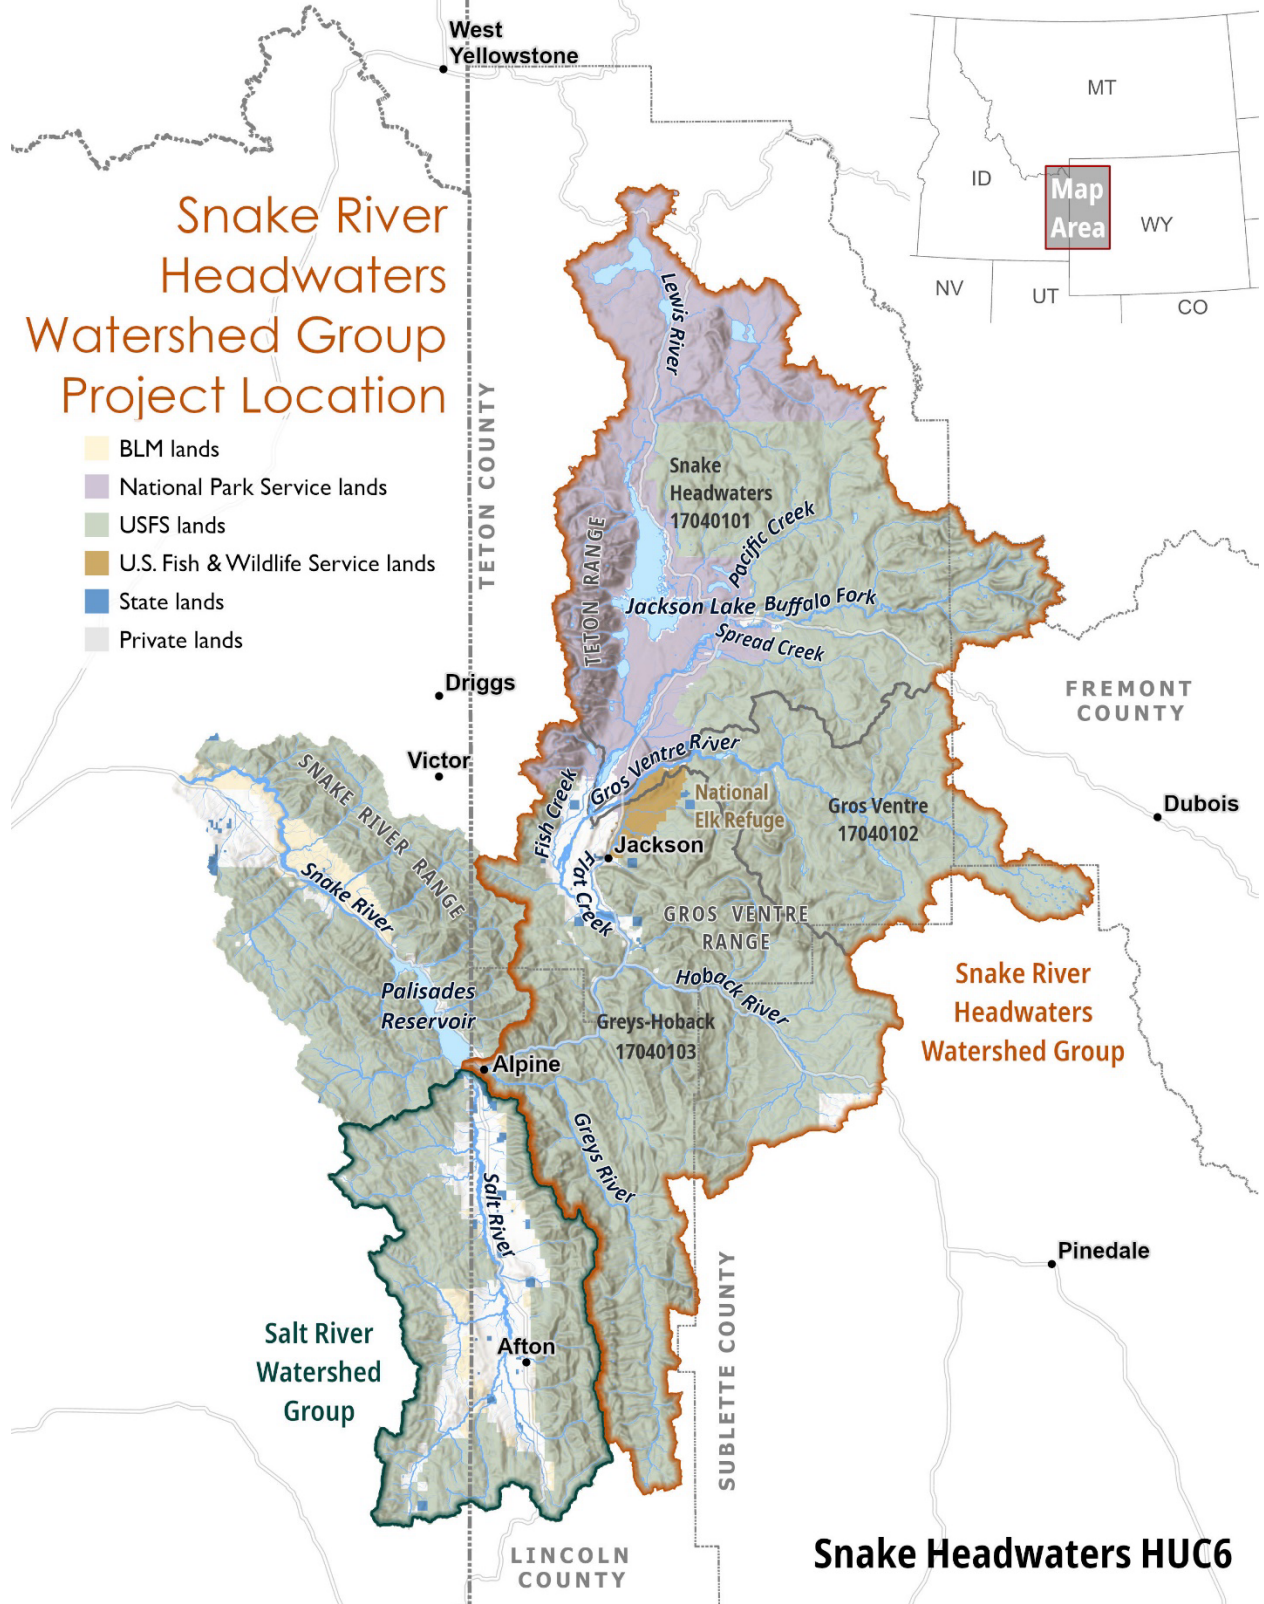 West
Yellowstone
Snake River
Headwaters
Watershed Group
Project Location
BLM lands
National Park Service lands
USFS lands
U.S. Fish & Wildlife Service lands
State lands
Private lands
MT
ID
Map
Area
WY
NV
UT
CO
Lewis River
TETON COUNTY
Snake
Headwaters
17040101
Pacific Creek
TETON RANGE
Jackson Lake
Buffalo Fork
Spread Creek
FREMONT
COUNTY
Driggs
Victor
Gros Ventre River
SNAKE RIVER RANGE
Fish Creek
National
Elk Refuge
Gros Ventre
17040102
Dubois
Jackson
Flat Creek
Snake River
GROS VENTRE
RANGE
Hoback River
Palisades
Reservoir
Snake River
Headwaters
Watershed Group
Greys-Hoback
17040103
Alpine
Greys River
Salt River
Pinedale
SUBLETTE COUNTY
Salt River
Watershed
Group
Afton
LINCOLN
COUNTY
Snake Headwaters HUC6